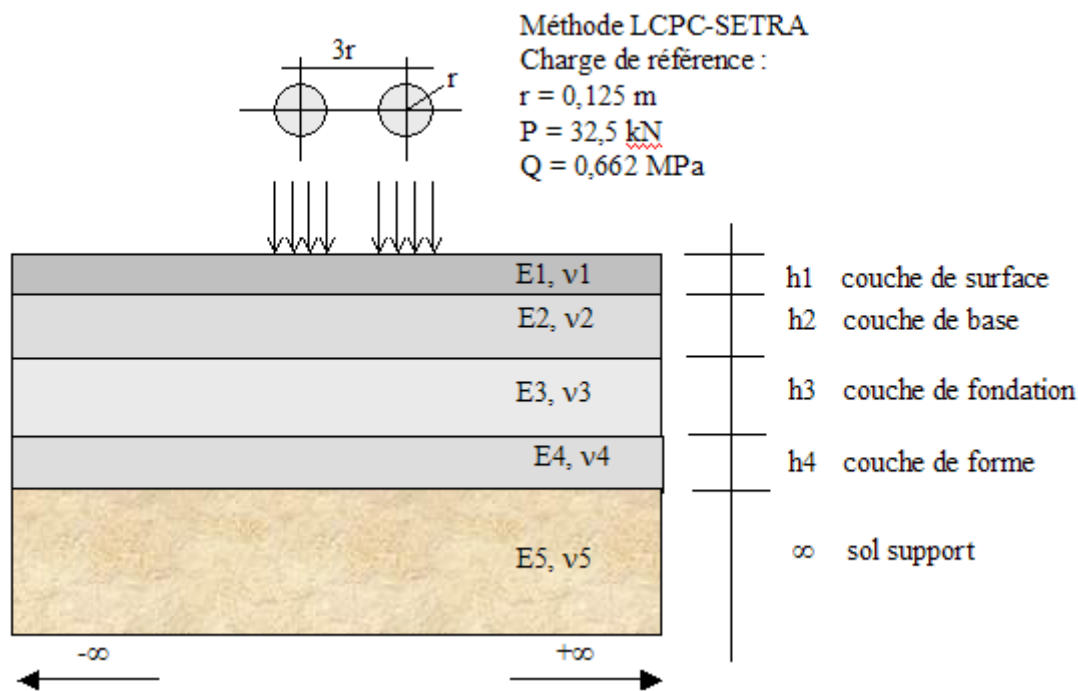 Méthode LCPC-SETRA
Charge de référence :
r = 0,125 m
P = 32,5 kN
Q = 0,662 MPa
3r
r
E1, ν1
h1 couche de surface
E2, ν2
h2 couche de base
E3, ν3
h3 couche de fondation
E4, ν4
h4 couche de forme
E5, ν5
∞ sol support
-∞
+∞